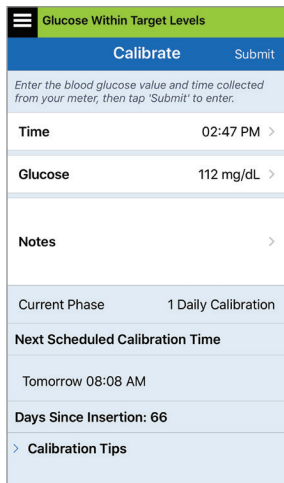 Glucose Within Target Levels
Calibrate Submit
Enter the blood glucose value and time collected
from your meter, then tap 'Submit' to enter.
Time 02:47 PM >
Glucose 112 mg/dL >
Notes >
Current Phase 1 Daily Calibration
Next Scheduled Calibration Time
Tomorrow 08:08 AM
Days Since Insertion: 66
> Calibration Tips